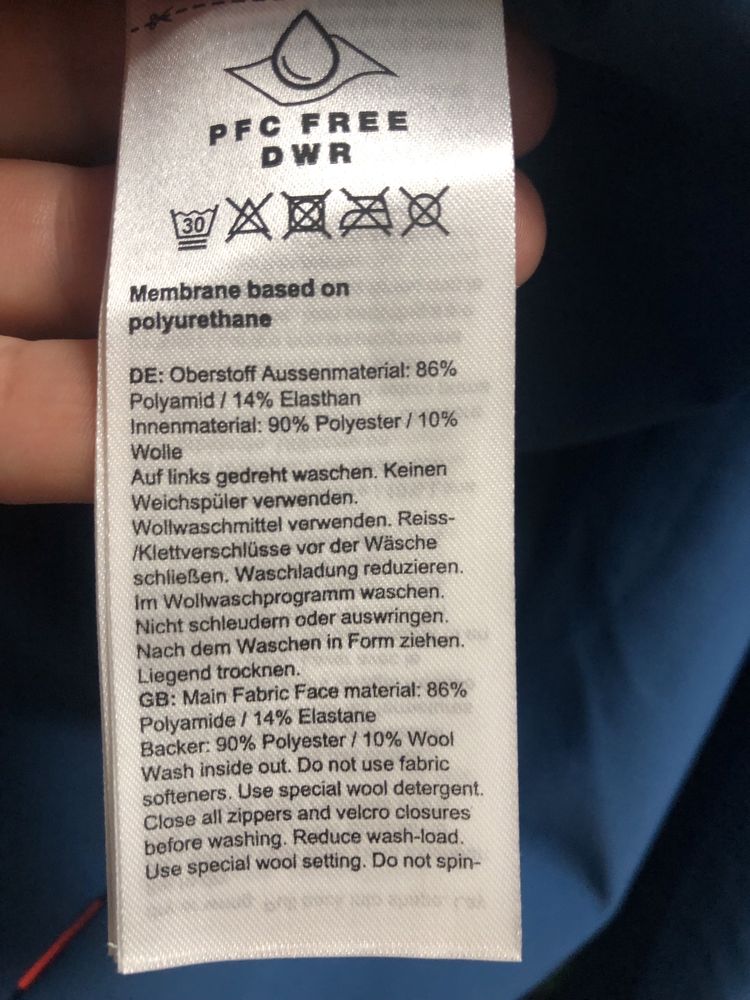 PFC FREE
DWR
30
Membrane based on
polyurethane
DE: Oberstoff Aussenmaterial: 86%
Polyamid / 14% Elasthan
Innenmaterial: 90% Polyester / 10%
Wolle
Auf links gedreht waschen. Keinen
Weichspüler verwenden.
Wollwaschmittel verwenden. Reiss-
/Klettverschlüsse vor der Wäsche
schließen. Waschladung reduzieren.
Im Wollwaschprogramm waschen.
Nicht schleudern oder auswringen.
Nach dem Waschen in Form ziehen.
Liegend trocknen.
GB: Main Fabric Face material: 86%
Polyamide / 14% Elastane
Backer: 90% Polyester / 10% Wool
Wash inside out. Do not use fabric
softeners. Use special wool detergent.
Close all zippers and velcro closures
before washing. Reduce wash-load.
Use special wool setting. Do not spin-